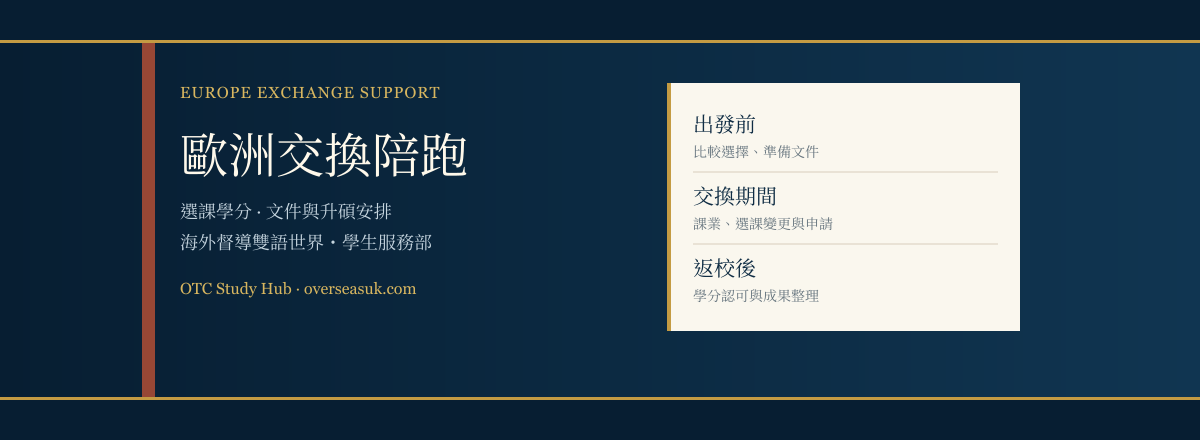 EUROPE EXCHANGE SUPPORT
歐洲交換陪跑
選課學分 · 文件與升碩安排
海外督導雙語世界・學生服務部
OTC Study Hub · overseasuk.com
出發前
比較選擇、準備文件
交換期間
課業、選課變更與申請
返校後
學分認可與成果整理